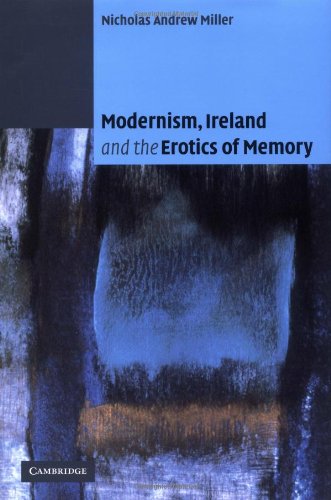 Nicholas Andrew Miller
Modernism, Ireland
and the Erotics of Memory
CAMBRIDGE